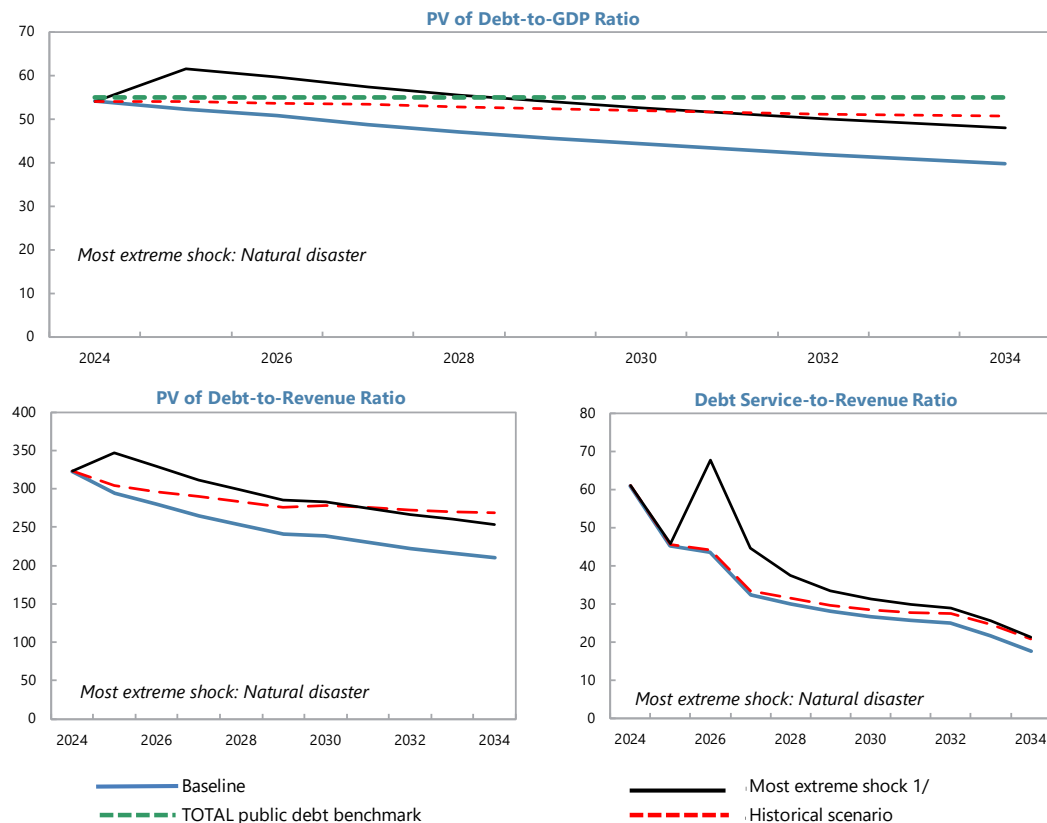 PV of Debt-to-GDP Ratio
70
60
50
40
30
20
10
0
Most extreme shock: Natural disaster
2024 2026 2028 2030 2032 2034
PV of Debt-to-Revenue Ratio
400
350
300
250
200
150
100
50
0
Most extreme shock: Natural disaster
2024 2026 2028 2030 2032 2034
Debt Service-to-Revenue Ratio
80
70
60
50
40
30
20
10
0
Most extreme shock: Natural disaster
2024 2026 2028 2030 2032 2034
Baseline
Most extreme shock 1/
TOTAL public debt benchmark
Historical scenario